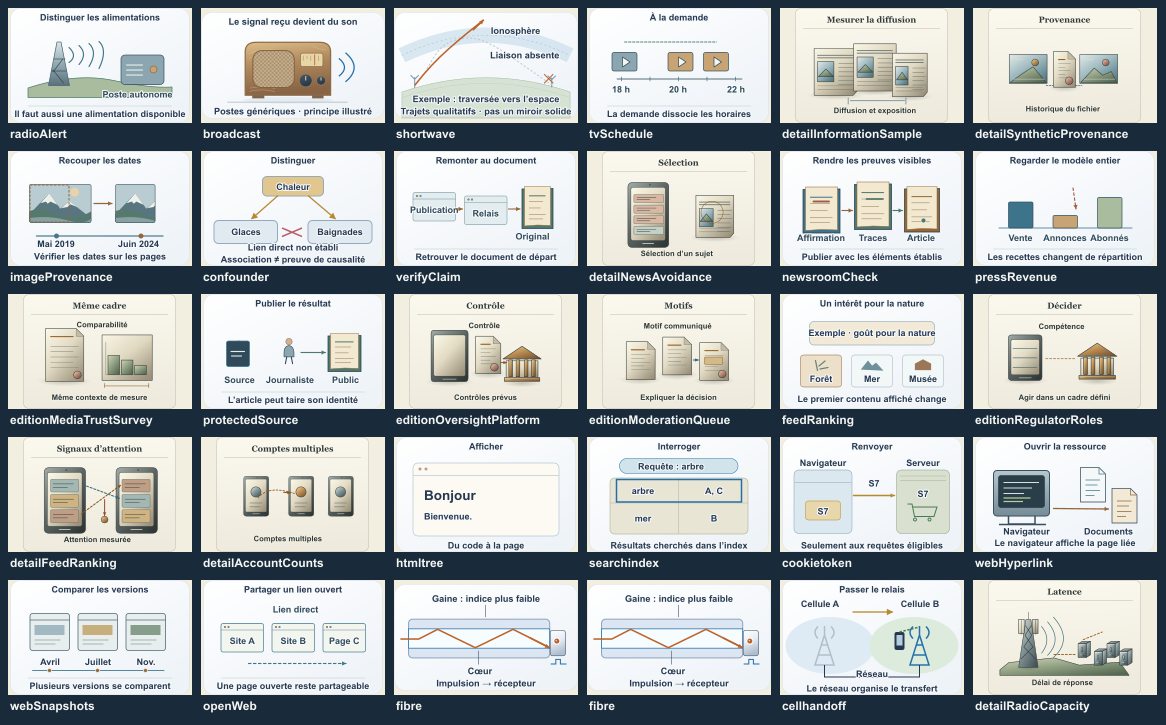 Distinguer les alimentations
Poste autonome
Il faut aussi une alimentation disponible
radioAlert
Le signal reçu devient du son
Postes génériques · principe illustré
broadcast
Ionosphère
Liaison absente
Exemple : traversée vers l'espace
Trajets qualitatifs · pas un miroir solide
shortwave
À la demande
18 h
20 h
22 h
La demande dissocie les horaires
tvSchedule
Mesurer la diffusion
Diffusion et exposition
detailInformationSample
Provenance
Historique du fichier
detailSyntheticProvenance
Recouper les dates
Mai 2019
Juin 2024
Vérifier les dates sur les pages
imageProvenance
Distinguer
Chaleur
Glaces
Baignades
Lien direct non établi
Association ≠ preuve de causalité
confounder
Remonter au document
Publication
Relais
Original
Retrouver le document de départ
verifyClaim
Sélection
Sélection d'un sujet
detailNewsAvoidance
Rendre les preuves visibles
Affirmation
Traces
Article
Publier avec les éléments établis
newsroomCheck
Regarder le modèle entier
Vente
Annonces
Abonnés
Les recettes changent de répartition
pressRevenue
Même cadre
Comparabilité
Même contexte de mesure
editionMediaTrustSurvey
Publier le résultat
Source
Journaliste
Public
L'article peut taire son identité
protectedSource
Contrôle
Contrôle
Contrôles prévus
editionOversightPlatform
Motifs
Motif communiqué
Expliquer la décision
editionModerationQueue
Un intérêt pour la nature
Exemple · goût pour la nature
Forêt
Mer
Musée
Le premier contenu affiché change
feedRanking
Décider
Compétence
Agir dans un cadre défini
editionRegulatorRoles
Signaux d'attention
Attention mesurée
detailFeedRanking
Comptes multiples
Comptes multiples
detailAccountCounts
Afficher
Bonjour
Bienvenue.
Du code à la page
htmltree
Interroger
Requête : arbre
arbre
A, C
mer
B
Résultats cherchés dans l'index
searchindex
Renvoyer
Navigateur
Serveur
S7
S7
S7
Seulement aux requêtes éligibles
cookietoken
Ouvrir la ressource
Navigateur
Documents
Le navigateur affiche la page liée
webHyperlink
Comparer les versions
Avril
Juillet
Nov.
Plusieurs versions se comparent
webSnapshots
Partager un lien ouvert
Lien direct
Site A
Site B
Page C
Une page ouverte reste partageable
openWeb
Gaine : indice plus faible
Cœur
Impulsion → récepteur
fibre
Gaine : indice plus faible
Cœur
Impulsion → récepteur
fibre
Passer le relais
Cellule A
Cellule B
Réseau
Le réseau organise le transfert
cellhandoff
Latence
Délai de réponse
detailRadioCapacity